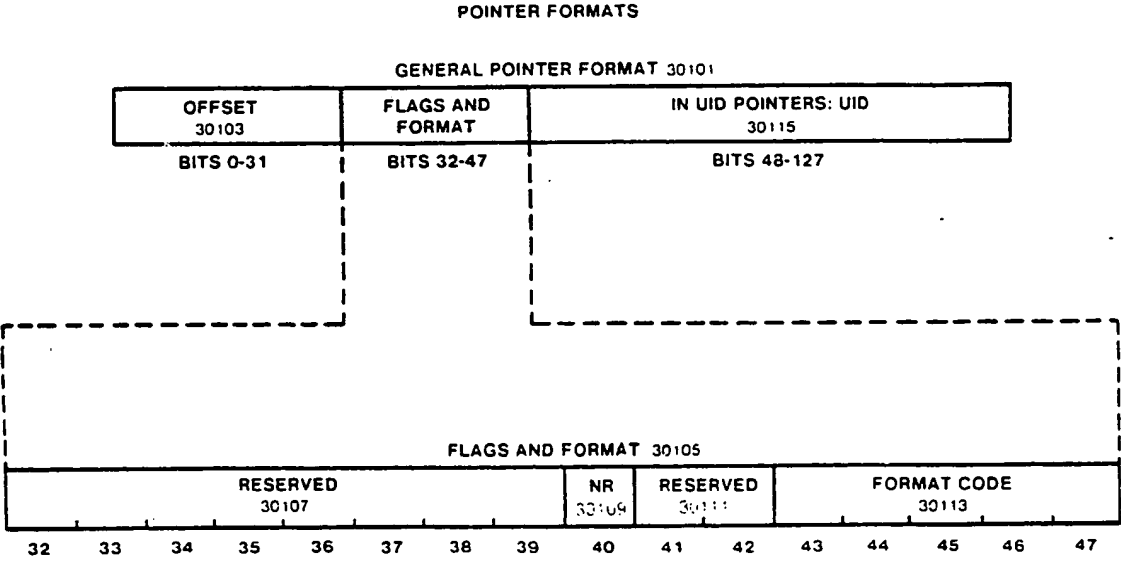 POINTER FORMATS
GENERAL POINTER FORMAT 30101
OFFSET
30103
FLAGS AND
FORMAT
IN UID POINTERS: UID
30115
BITS 0-31
BITS 32-47
BITS 48-127
FLAGS AND FORMAT 30105
RESERVED
30107
NR
30109
RESERVED
30111
FORMAT CODE
30113
32 33 34 35 36 37 38 39 40 41 42 43 44 45 46 47